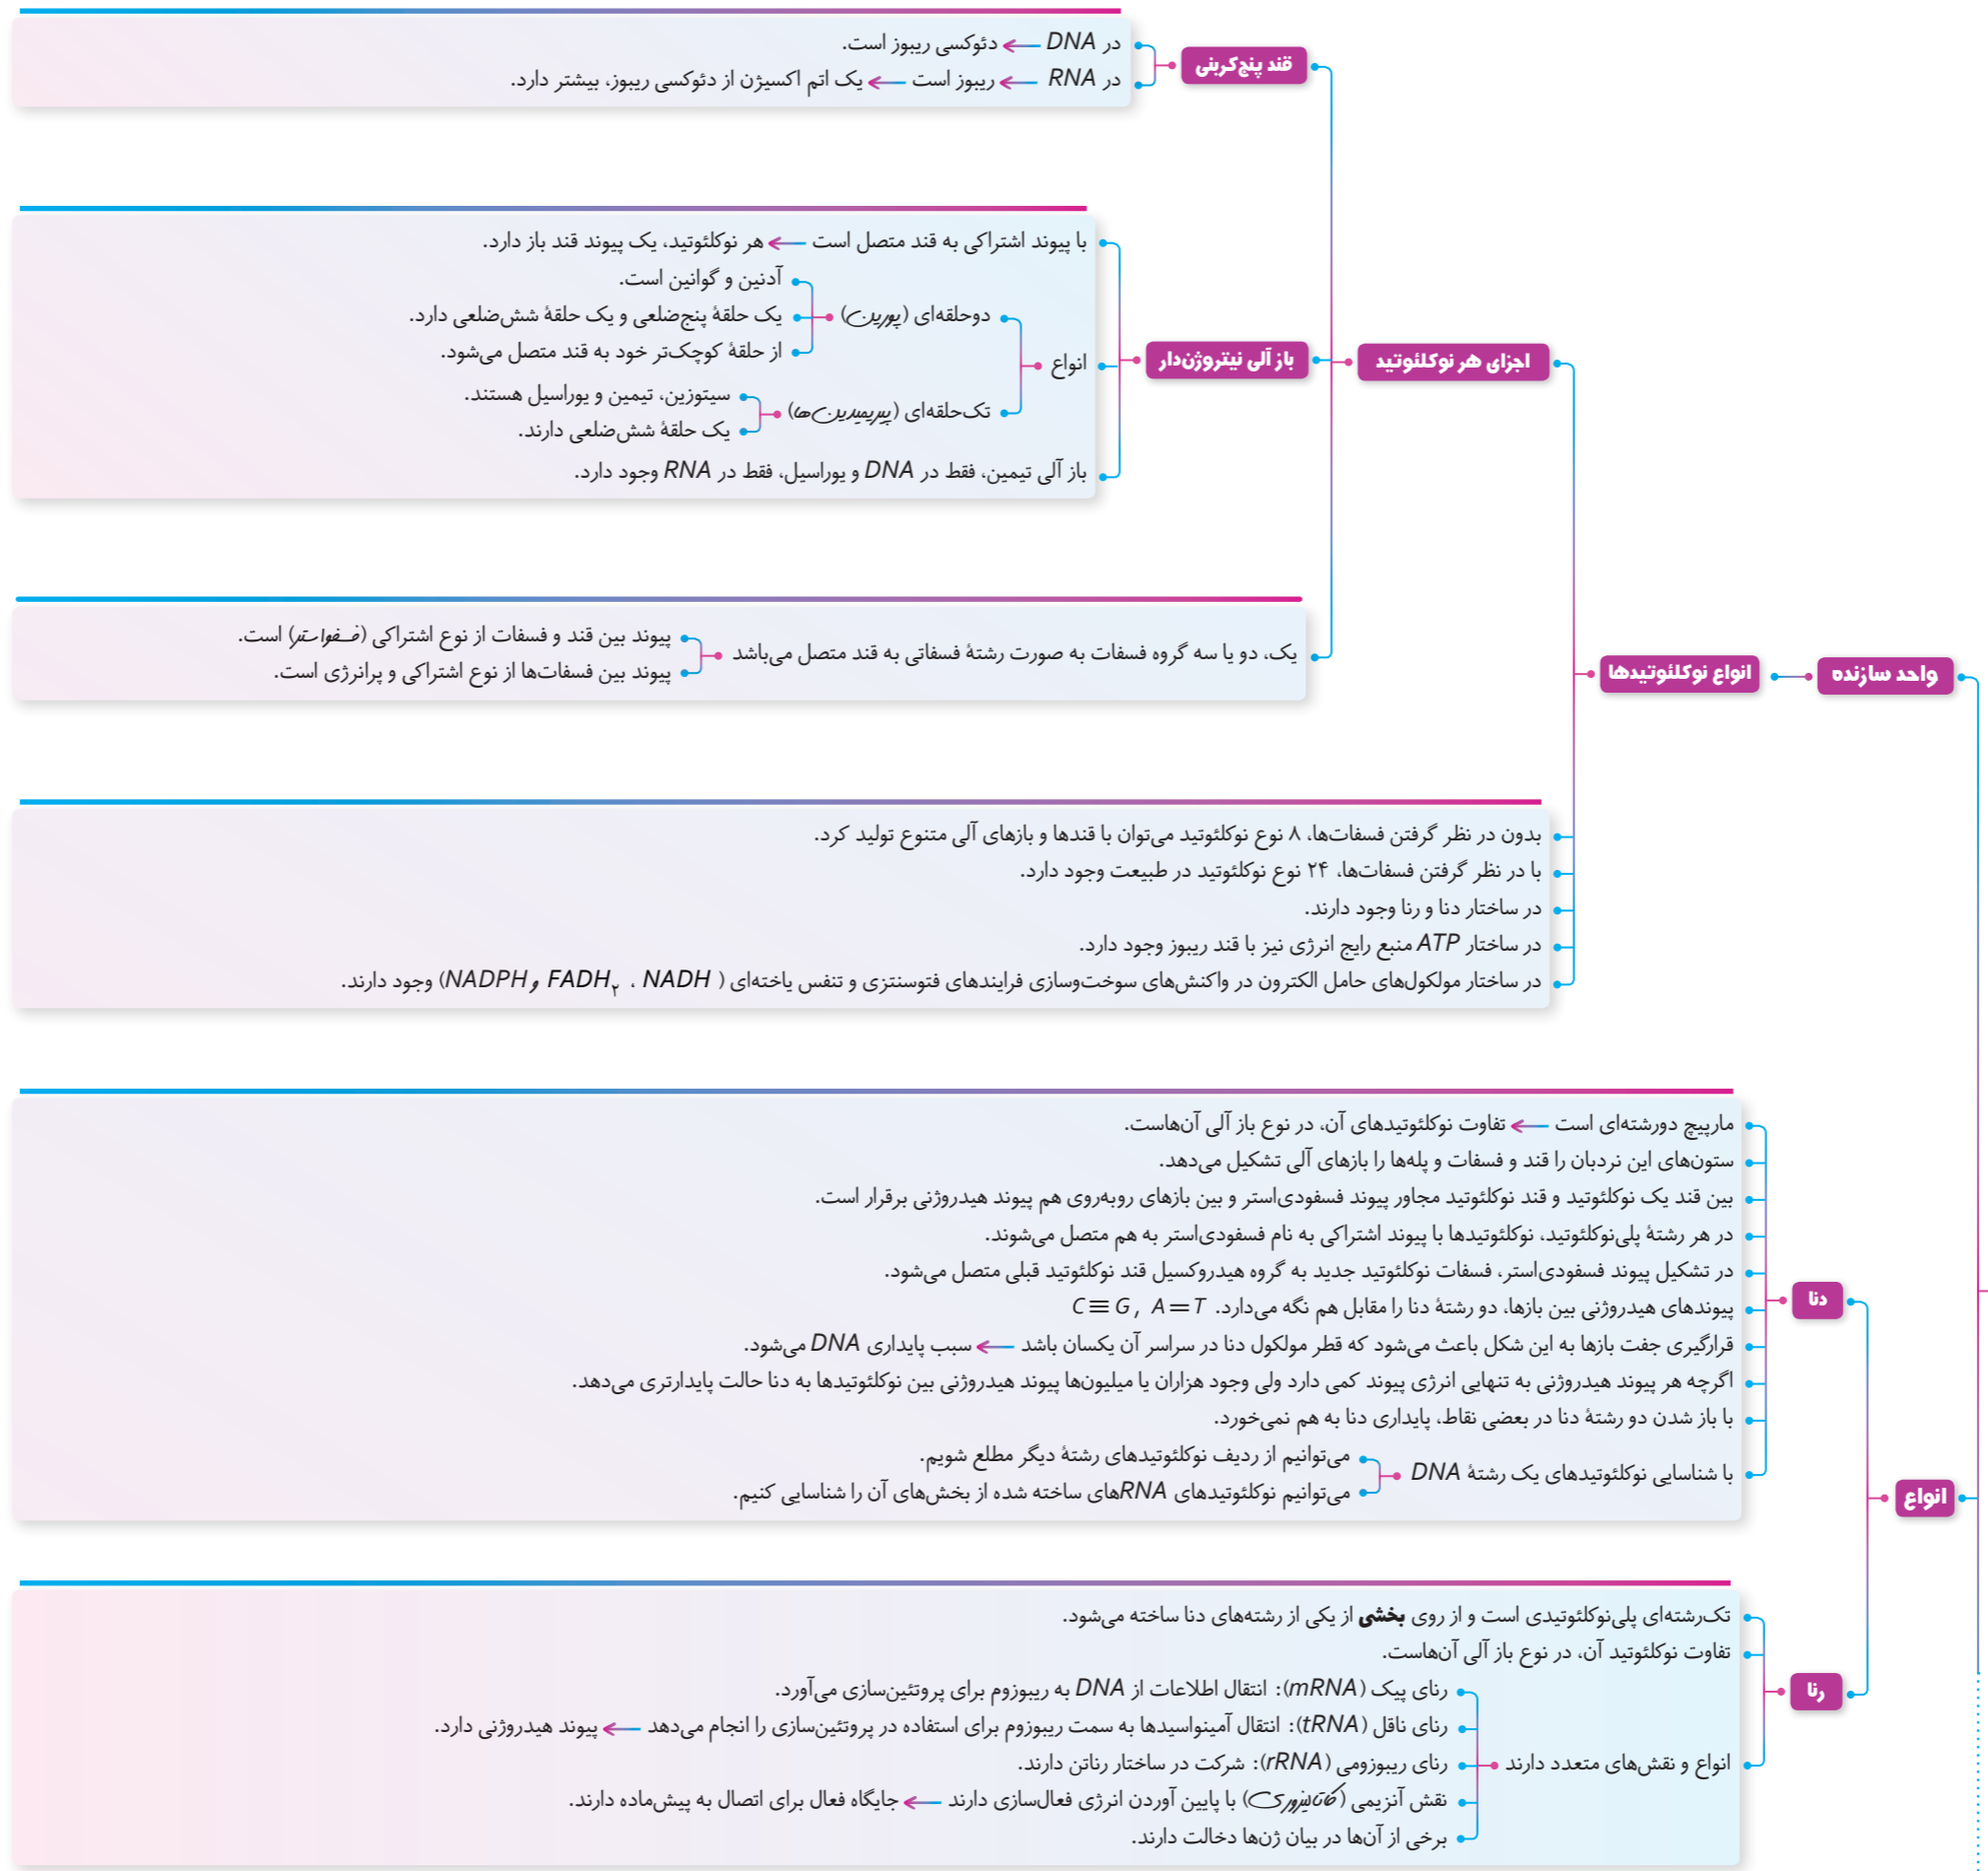 واحد سازنده
انواع نوکلئوتیدها
اجزای هر نوکلئوتید
قند پنج‌کربنی
در DNA ← دئوکسی ریبوز است.
در RNA ← ریبوز است ← یک اتم اکسیژن از دئوکسی ریبوز، بیشتر دارد.
باز آلی نیتروژن‌دار
با پیوند اشتراکی به قند متصل است ← هر نوکلئوتید، یک پیوند قند باز دارد.
انواع
دوحلقه‌ای (پورین)
آدنین و گوانین است.
یک حلقهٔ پنج‌ضلعی و یک حلقهٔ شش‌ضلعی دارد.
از حلقهٔ کوچک‌تر خود به قند متصل می‌شود.
تک‌حلقه‌ای (پیریمیدین‌ها)
سیتوزین، تیمین و یوراسیل هستند.
یک حلقهٔ شش‌ضلعی دارند.
باز آلی تیمین، فقط در DNA و یوراسیل، فقط در RNA وجود دارد.
یک، دو یا سه گروه فسفات به صورت رشتهٔ فسفاتی به قند متصل می‌باشد
پیوند بین قند و فسفات از نوع اشتراکی (فسفواستر) است.
پیوند بین فسفات‌ها از نوع اشتراکی و پرانرژی است.
بدون در نظر گرفتن فسفات‌ها، ۸ نوع نوکلئوتید می‌توان با قندها و بازهای آلی متنوع تولید کرد.
با در نظر گرفتن فسفات‌ها، ۲۴ نوع نوکلئوتید در طبیعت وجود دارد.
در ساختار دنا و رنا وجود دارند.
در ساختار ATP منبع رایج انرژی نیز با قند ریبوز وجود دارد.
در ساختار مولکول‌های حامل الکترون در واکنش‌های سوخت‌وسازی فرایندهای فتوسنتزی و تنفس یاخته‌ای ( NADH ، FADH۲ و NADPH) وجود دارند.
انواع
دنا
مارپیچ دورشته‌ای است ← تفاوت نوکلئوتیدهای آن، در نوع باز آلی آن‌هاست.
ستون‌های این نردبان را قند و فسفات و پله‌ها را بازهای آلی تشکیل می‌دهد.
بین قند یک نوکلئوتید و قند نوکلئوتید مجاور پیوند فسفودی‌استر و بین بازهای روبه‌روی هم پیوند هیدروژنی برقرار است.
در هر رشتهٔ پلی‌نوکلئوتید، نوکلئوتیدها با پیوند اشتراکی به نام فسفودی‌استر به هم متصل می‌شوند.
در تشکیل پیوند فسفودی‌استر، فسفات نوکلئوتید جدید به گروه هیدروکسیل قند نوکلئوتید قبلی متصل می‌شود.
پیوندهای هیدروژنی بین بازها، دو رشتهٔ دنا را مقابل هم نگه می‌دارد. C≡G , A=T
قرارگیری جفت بازها به این شکل باعث می‌شود که قطر مولکول دنا در سراسر آن یکسان باشد ← سبب پایداری DNA می‌شود.
اگرچه هر پیوند هیدروژنی به تنهایی انرژی پیوند کمی دارد ولی وجود هزاران یا میلیون‌ها پیوند هیدروژنی بین نوکلئوتیدها به دنا حالت پایدارتری می‌دهد.
با باز شدن دو رشتهٔ دنا در بعضی نقاط، پایداری دنا به هم نمی‌خورد.
با شناسایی نوکلئوتیدهای یک رشتهٔ DNA
می‌توانیم از ردیف نوکلئوتیدهای رشتهٔ دیگر مطلع شویم.
می‌توانیم نوکلئوتیدهای RNAهای ساخته شده از بخش‌های آن را شناسایی کنیم.
رنا
تک‌رشته‌ای پلی‌نوکلئوتیدی است و از روی بخشی از یکی از رشته‌های دنا ساخته می‌شود.
تفاوت نوکلئوتید آن، در نوع باز آلی آن‌هاست.
انواع و نقش‌های متعدد دارند
رنای پیک (mRNA): انتقال اطلاعات از DNA به ریبوزوم برای پروتئین‌سازی می‌آورد.
رنای ناقل (tRNA): انتقال آمینواسیدها به سمت ریبوزوم برای استفاده در پروتئین‌سازی را انجام می‌دهد ← پیوند هیدروژنی دارد.
رنای ریبوزومی (rRNA): شرکت در ساختار رناتن دارند.
نقش آنزیمی (کاتالیزوری) با پایین آوردن انرژی فعال‌سازی دارند ← جایگاه فعال برای اتصال به پیش‌ماده دارند.
برخی از آن‌ها در بیان ژن‌ها دخالت دارند.